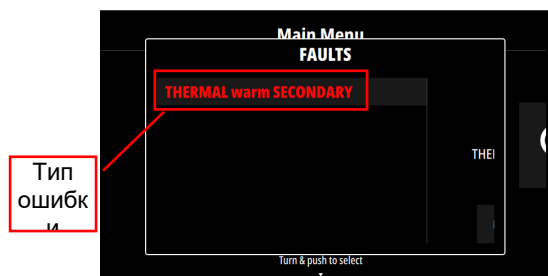 Main Menu
FAULTS
THERMAL warm SECONDARY
THE
Тип
ошибк
и
Turn & push to select